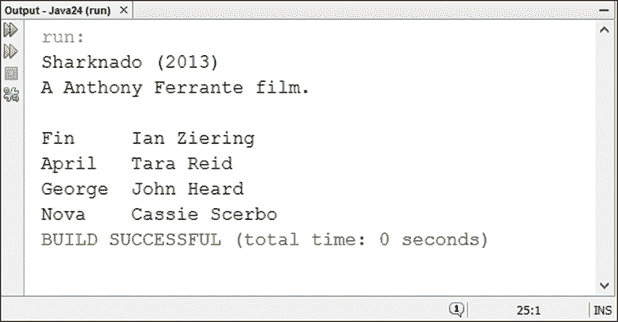 Output - Java24 (run) ×
run:
Sharknado (2013)
A Anthony Ferrante film.
Fin Ian Ziering
April Tara Reid
George John Heard
Nova Cassie Scerbo
BUILD SUCCESSFUL (total time: 0 seconds)
1 25:1 INS